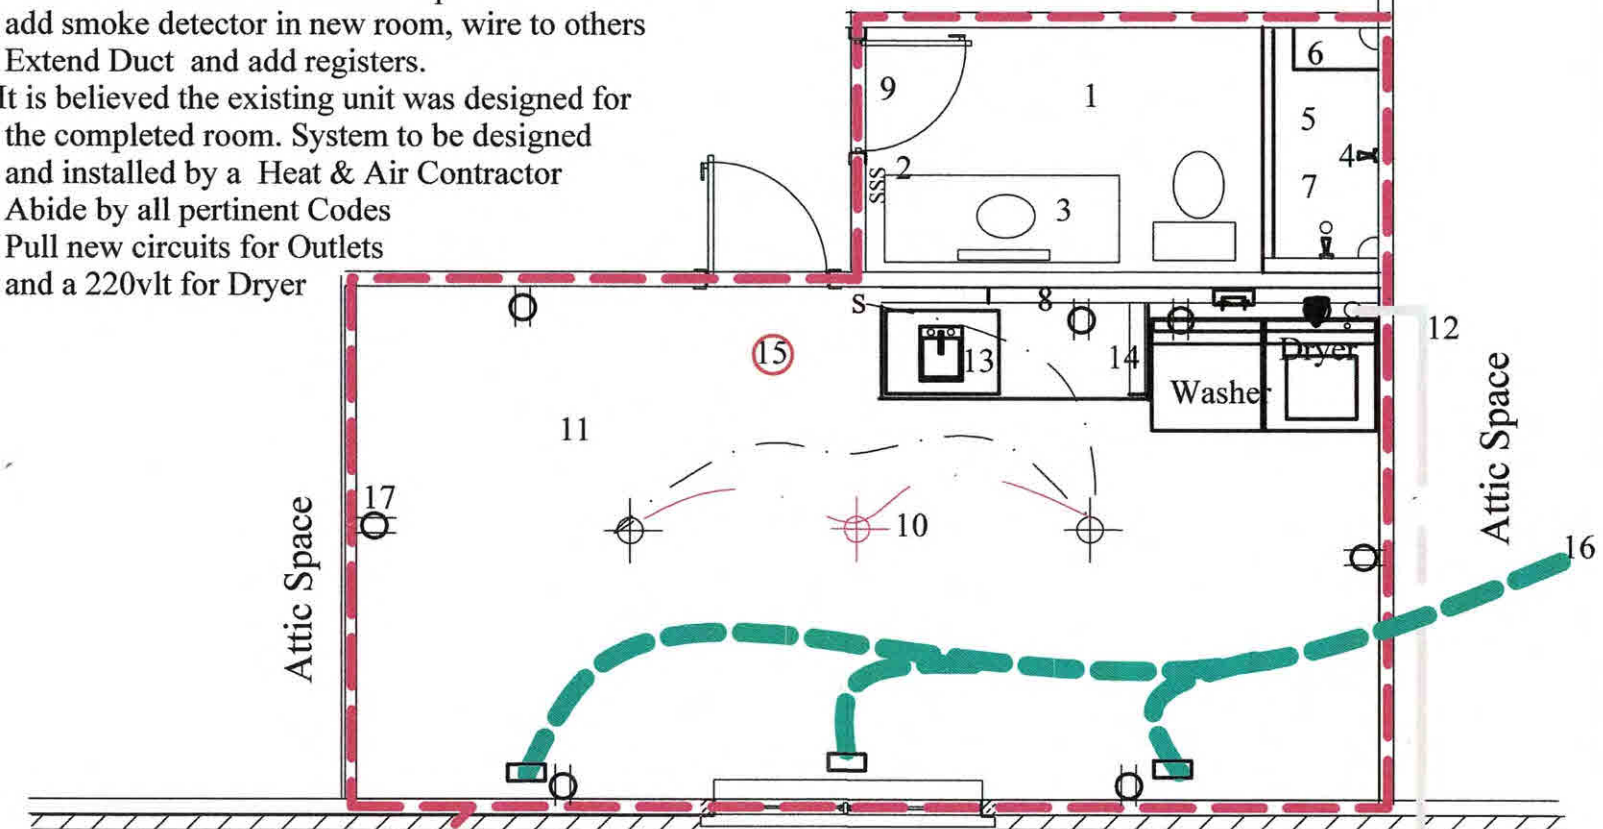 add smoke detector in new room, wire to others
Extend Duct and add registers.
It is believed the existing unit was designed for
the completed room. System to be designed
and installed by a Heat & Air Contractor
Abide by all pertinent Codes
Pull new circuits for Outlets
and a 220vlt for Dryer
6
9
1
5
4
2
SSS
7
3
S
8
12
15
13
14
Dryer
Washer
11
Attic Space
17
10
Attic Space
16